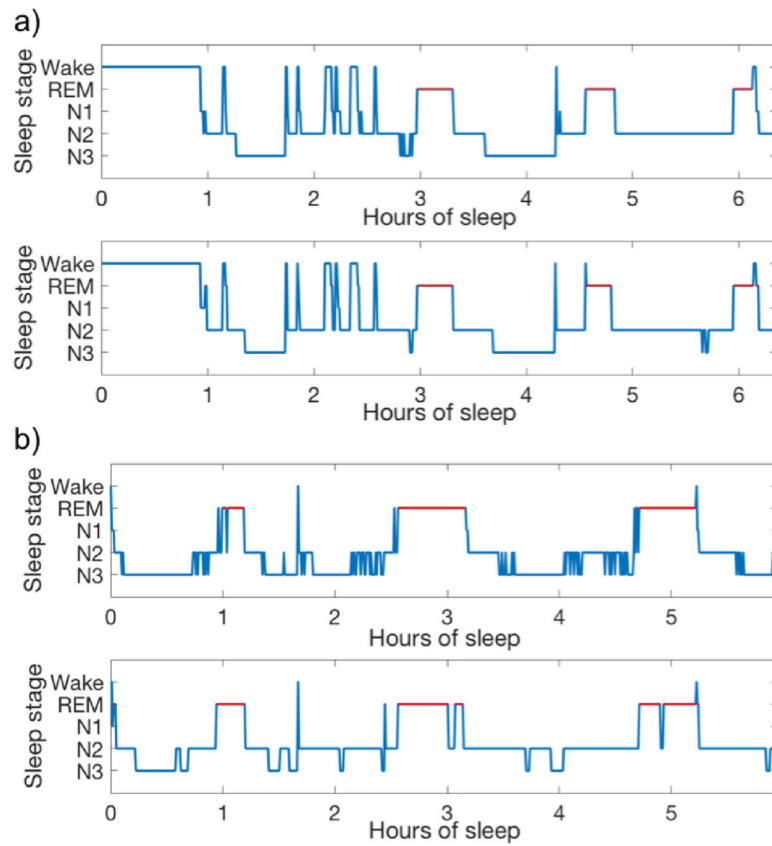 a)
Sleep stage
Wake
REM
N1
N2
N3
0 1 2 3 4 5 6
Hours of sleep
Sleep stage
Wake
REM
N1
N2
N3
0 1 2 3 4 5 6
Hours of sleep
b)
Sleep stage
Wake
REM
N1
N2
N3
0 1 2 3 4 5
Hours of sleep
Sleep stage
Wake
REM
N1
N2
N3
0 1 2 3 4 5
Hours of sleep